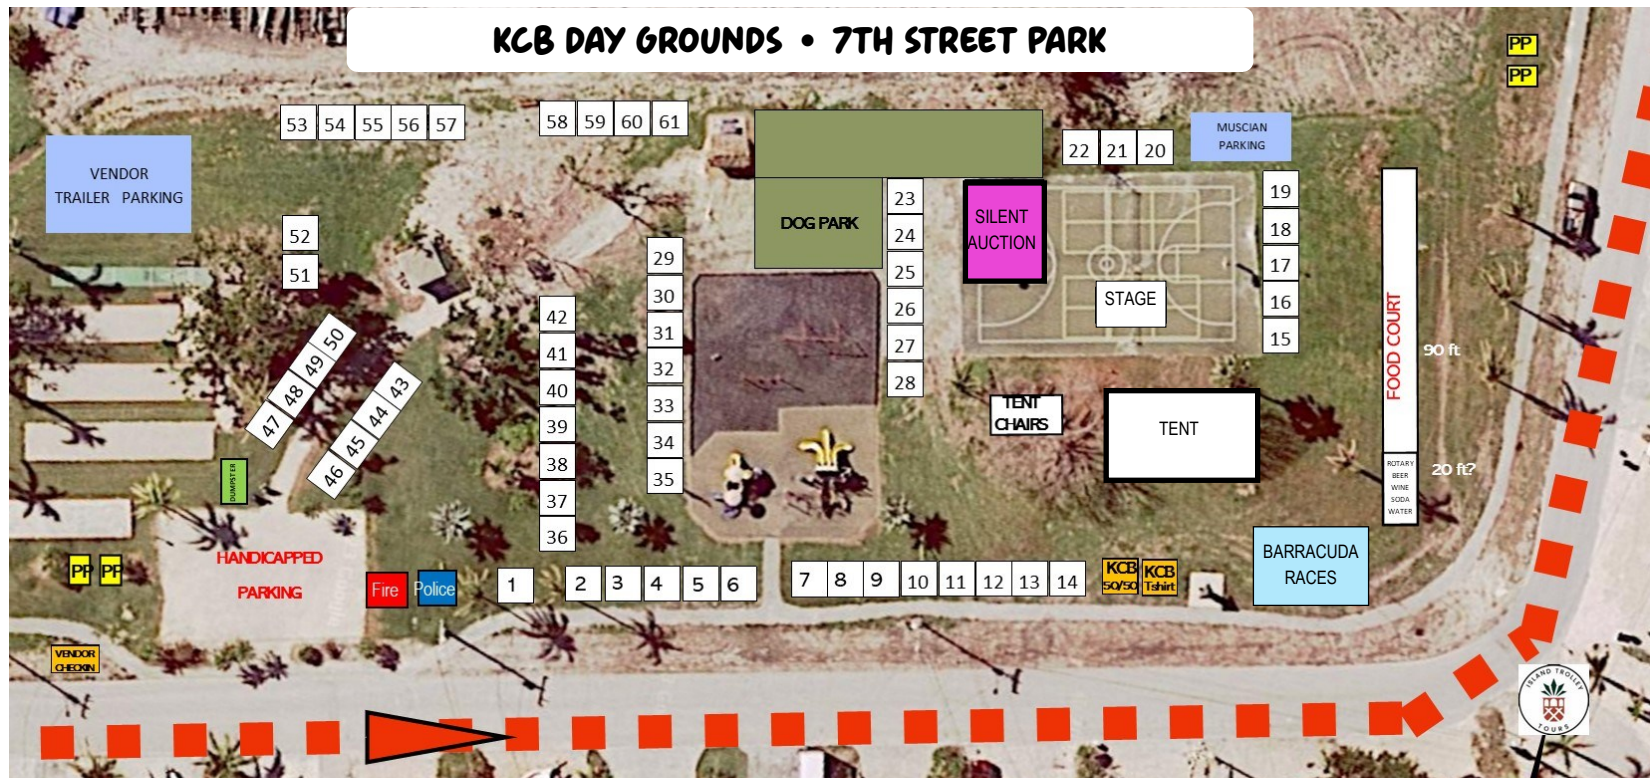 KCB DAY GROUNDS • 7TH STREET PARK
PP
PP
53 54 55 56 57
58 59 60 61
22 21 20
MUSCIAN
PARKING
VENDOR
TRAILER PARKING
52
51
DOG PARK
23
24
25
26
27
28
SILENT
AUCTION
STAGE
19
18
17
16
15
29
30
31
32
33
34
35
42
41
40
39
38
37
36
50
49
48
47
43
44
45
46
TENT
CHAIRS
TENT
FOOD COURT
90 ft
20 ft?
ROTARY
BEER
WINE
SODA
WATER
DUMPSTER
HANDICAPPED
PARKING
PP PP
Fire
Police
1
2 3 4 5 6
7 8 9 10 11 12 13 14
KCB
50/50
KCB
Tshirt
BARRACUDA
RACES
VENDOR
CHECKIN
ISLAND TROLLEY
TOURS